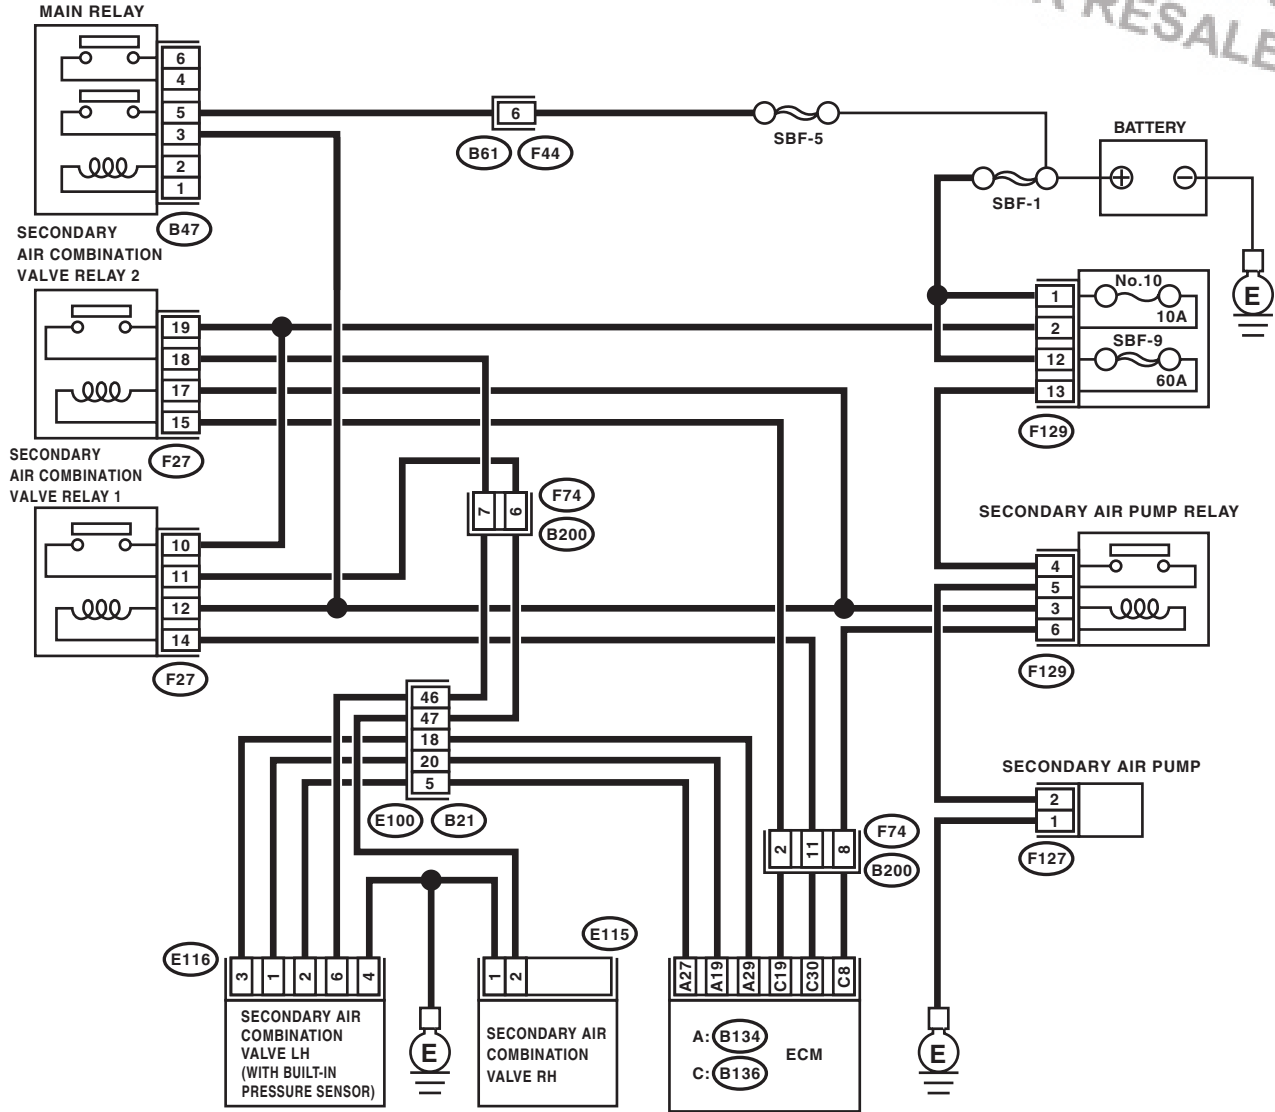 R RESALE
MAIN RELAY
6
4
5
3
2
1
B47
6
B61 F44
SBF-5
BATTERY
SBF-1
E
SECONDARY
AIR COMBINATION
VALVE RELAY 2
19
18
17
15
F27
1
2
12
13
No.10
10A
SBF-9
60A
F129
SECONDARY
AIR COMBINATION
VALVE RELAY 1
10
11
12
14
F27
7 6
F74
B200
SECONDARY AIR PUMP RELAY
4
5
3
6
F129
46
47
18
20
5
E100 B21
SECONDARY AIR PUMP
2
1
F127
2 11 8
F74
B200
E116
3 1 2 6 4
SECONDARY AIR
COMBINATION
VALVE LH
(WITH BUILT-IN
PRESSURE SENSOR)
E
E115
1 2
SECONDARY AIR
COMBINATION
VALVE RH
A27 A19 A29 C19 C30 C8
A: B134
C: B136
ECM
E